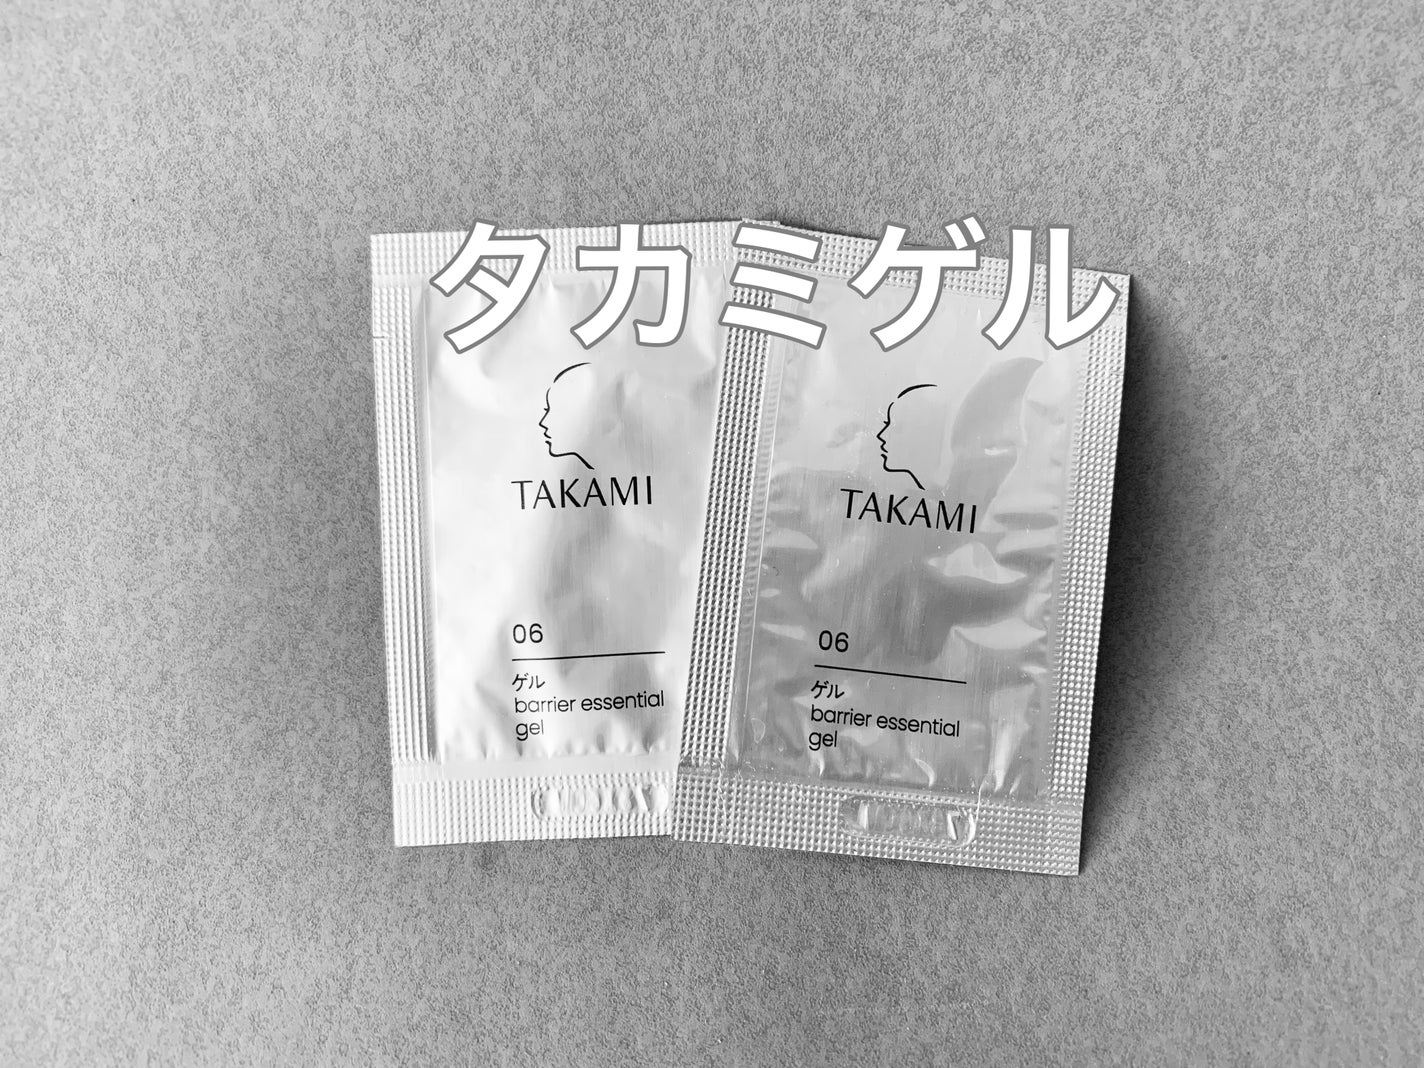 タカミゲル
TAKAMI
06
ゲル
barrier essential
gel
TAKAMI
06
ゲル
barrier essential
gel